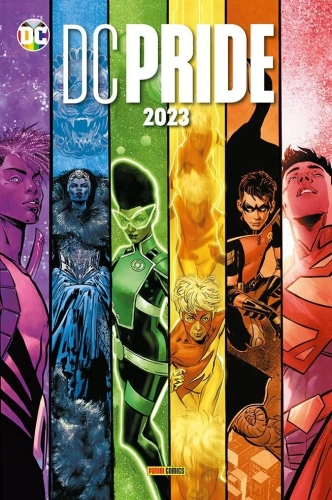 DC
DC PRIDE
2023
PANINI COMICS